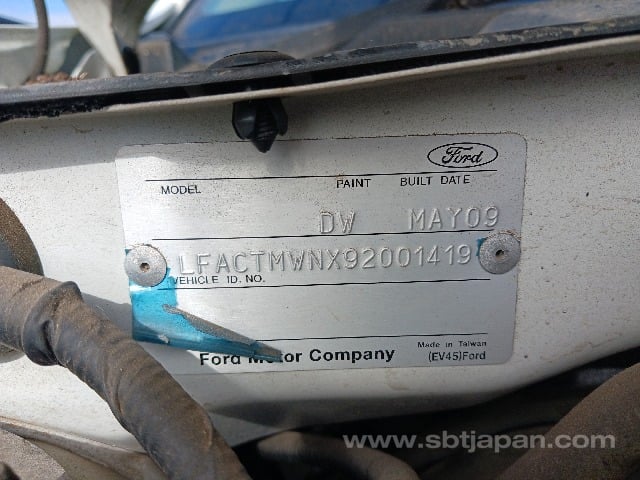 Ford
MODEL PAINT BUILT DATE
DW MAY09
LFACTMWNX92001419
VEHICLE ID. NO.
Made in Taiwan
Ford Motor Company (EV45)Ford
www.sbtjapan.com